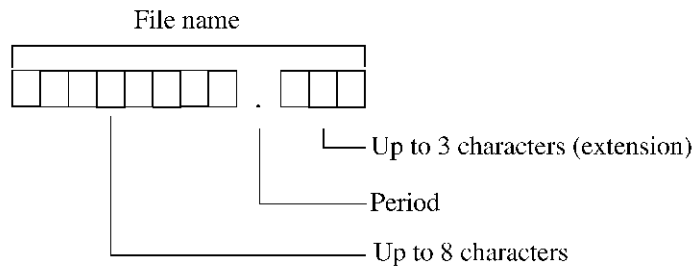 File name
.
Up to 3 characters (extension)
Period
Up to 8 characters